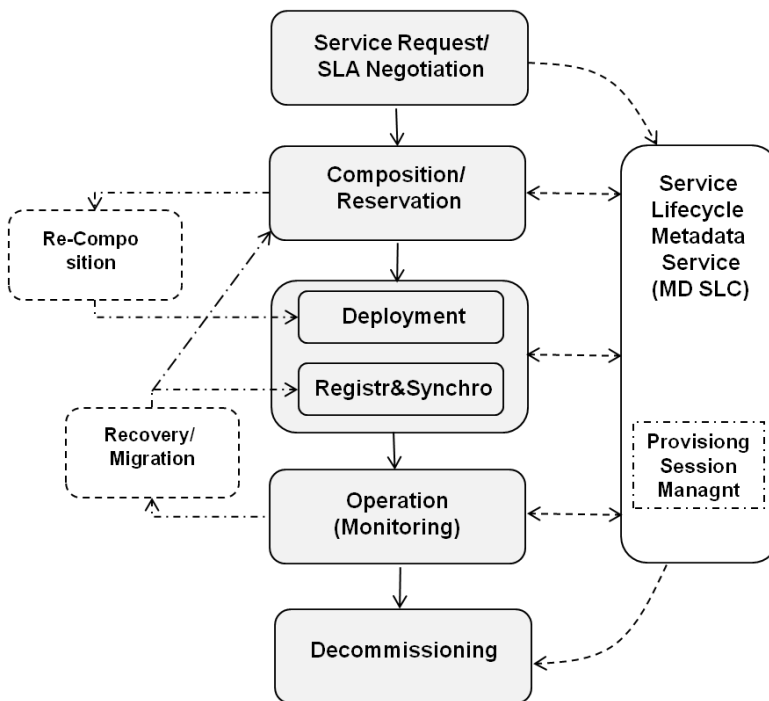 Service Request/
SLA Negotiation
Composition/
Reservation
Service
Lifecycle
Metadata
Service
(MD SLC)
Re-Compo
sition
Deployment
Registr&Synchro
Recovery/
Migration
Provisiong
Session
Managnt
Operation
(Monitoring)
Decommissioning